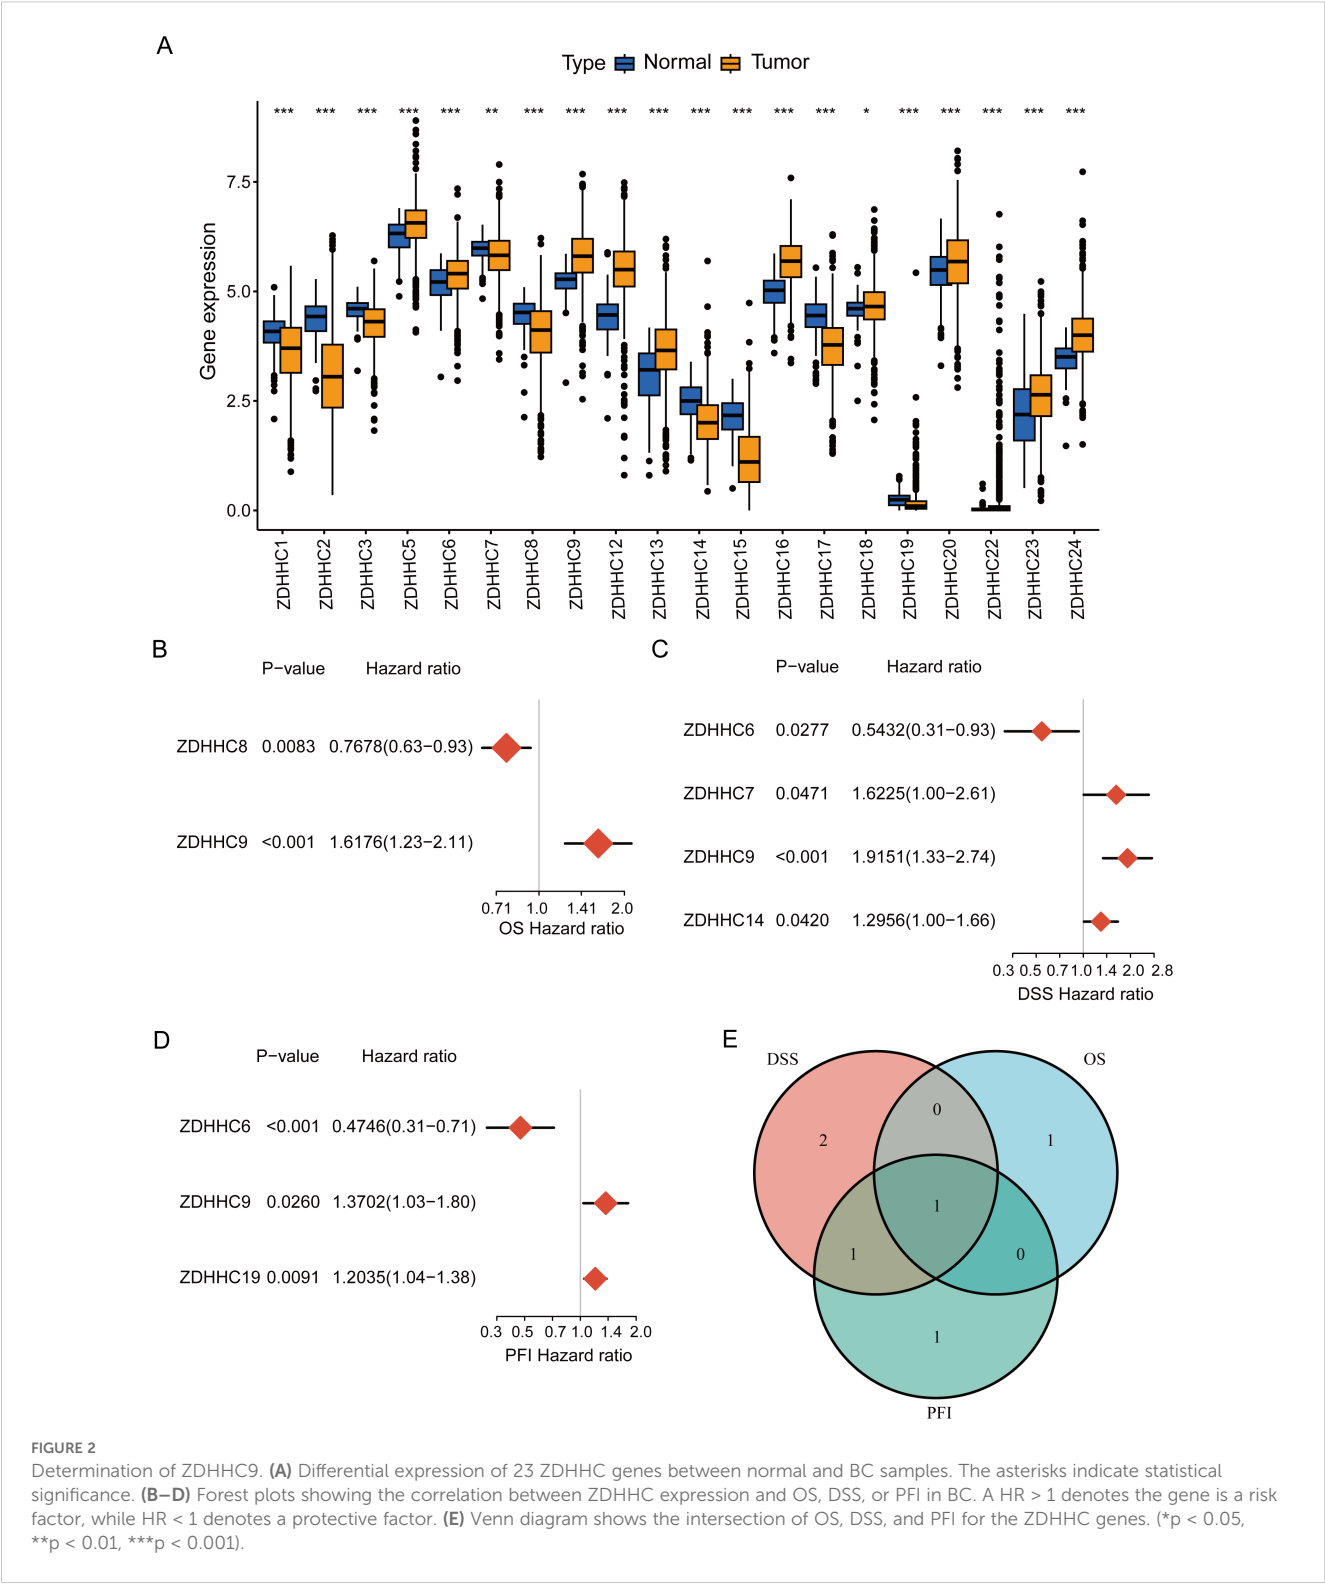 A
Type Normal Tumor
*** *** *** *** *** ** *** *** *** *** *** *** *** *** * *** *** *** *** ***
Gene expression
7.5
5.0
2.5
0.0
ZDHHC1
ZDHHC2
ZDHHC3
ZDHHC5
ZDHHC6
ZDHHC7
ZDHHC8
ZDHHC9
ZDHHC12
ZDHHC13
ZDHHC14
ZDHHC15
ZDHHC16
ZDHHC17
ZDHHC18
ZDHHC19
ZDHHC20
ZDHHC22
ZDHHC23
ZDHHC24
B
P−value Hazard ratio
ZDHHC8 0.0083 0.7678(0.63−0.93)
ZDHHC9 <0.001 1.6176(1.23−2.11)
0.71 1.0 1.41 2.0
OS Hazard ratio
C
P−value Hazard ratio
ZDHHC6 0.0277 0.5432(0.31−0.93)
ZDHHC7 0.0471 1.6225(1.00−2.61)
ZDHHC9 <0.001 1.9151(1.33−2.74)
ZDHHC14 0.0420 1.2956(1.00−1.66)
0.3 0.5 0.7 1.0 1.4 2.0 2.8
DSS Hazard ratio
D
P−value Hazard ratio
ZDHHC6 <0.001 0.4746(0.31−0.71)
ZDHHC9 0.0260 1.3702(1.03−1.80)
ZDHHC19 0.0091 1.2035(1.04−1.38)
0.3 0.5 0.7 1.0 1.4 2.0
PFI Hazard ratio
E
DSS OS
0
2 1
1
1 0
1
PFI
FIGURE 2
Determination of ZDHHC9. (A) Differential expression of 23 ZDHHC genes between normal and BC samples. The asterisks indicate statistical
significance. (B–D) Forest plots showing the correlation between ZDHHC expression and OS, DSS, or PFI in BC. A HR > 1 denotes the gene is a risk
factor, while HR < 1 denotes a protective factor. (E) Venn diagram shows the intersection of OS, DSS, and PFI for the ZDHHC genes. (*p < 0.05,
**p < 0.01, ***p < 0.001).